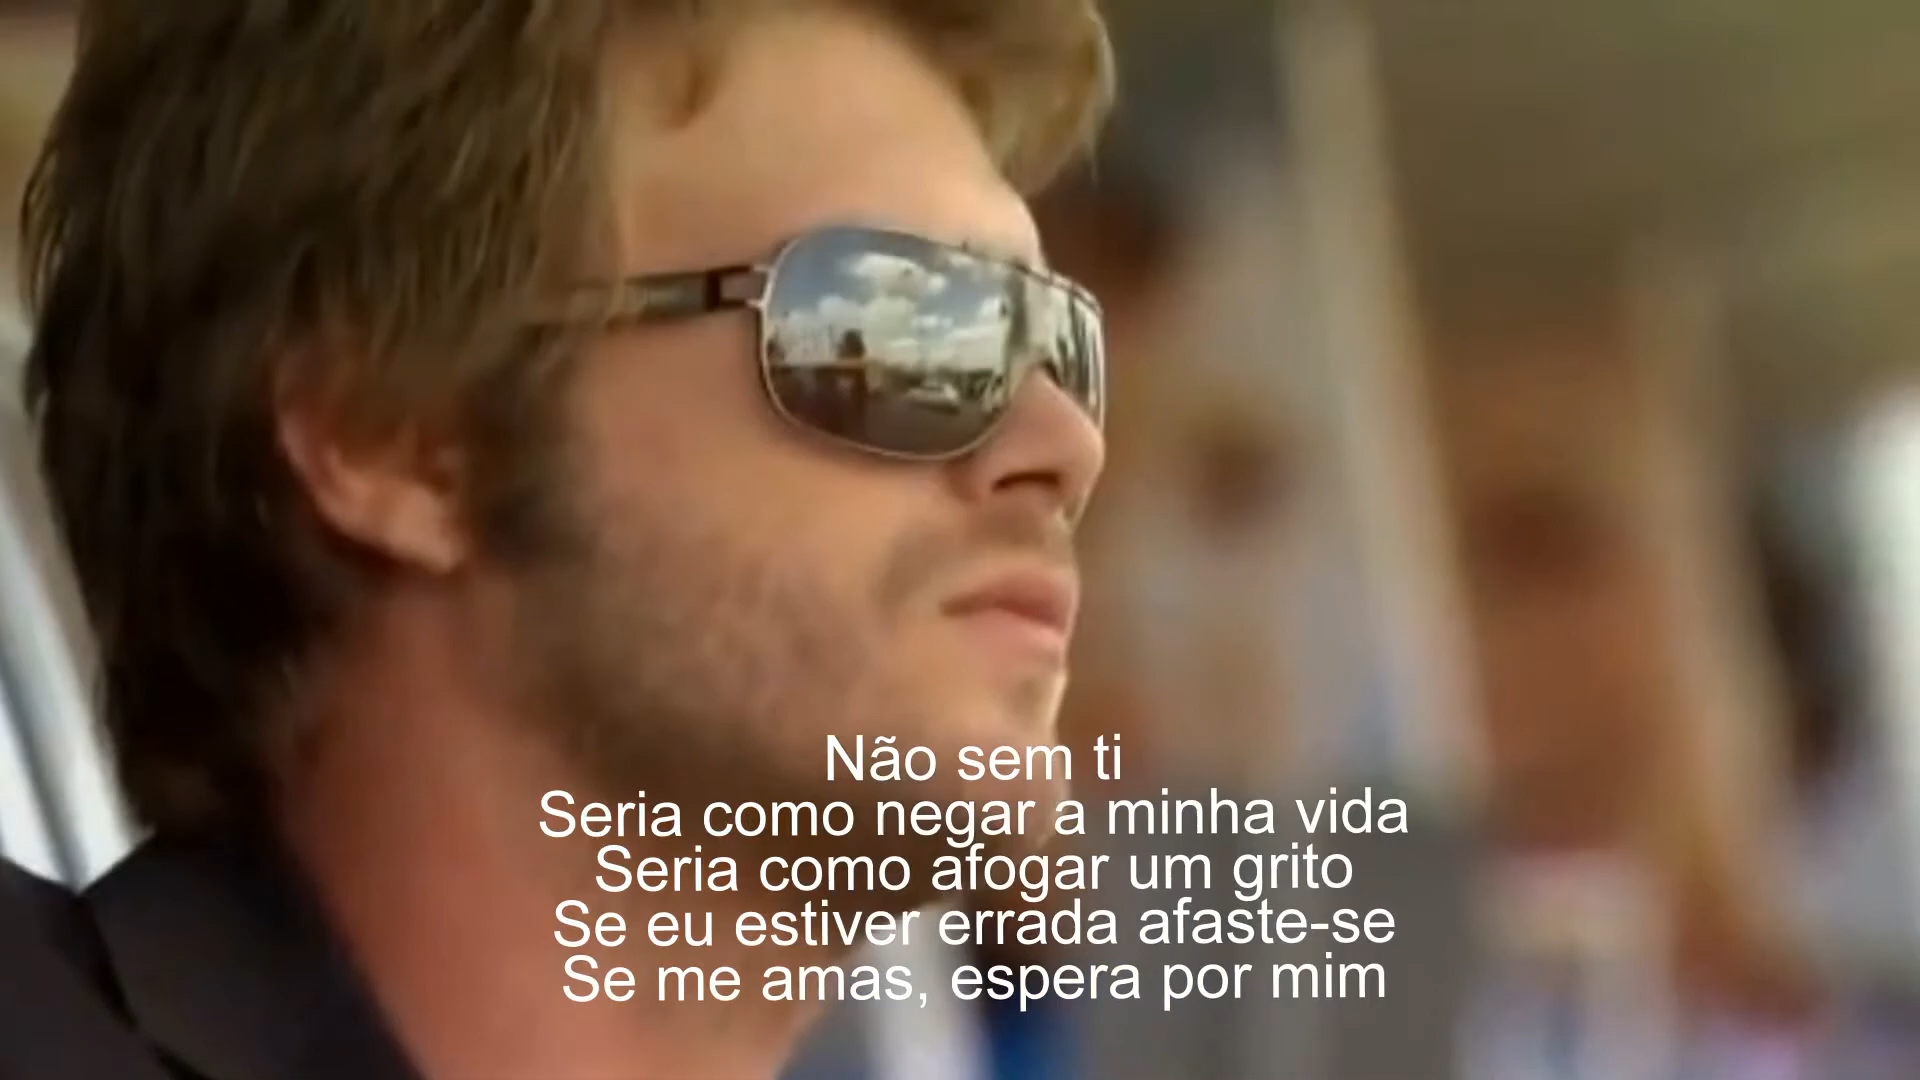 Não sem ti
Seria como negar a minha vida
Seria como afogar um grito
Se eu estiver errada afaste-se
Se me amas, espera por mim